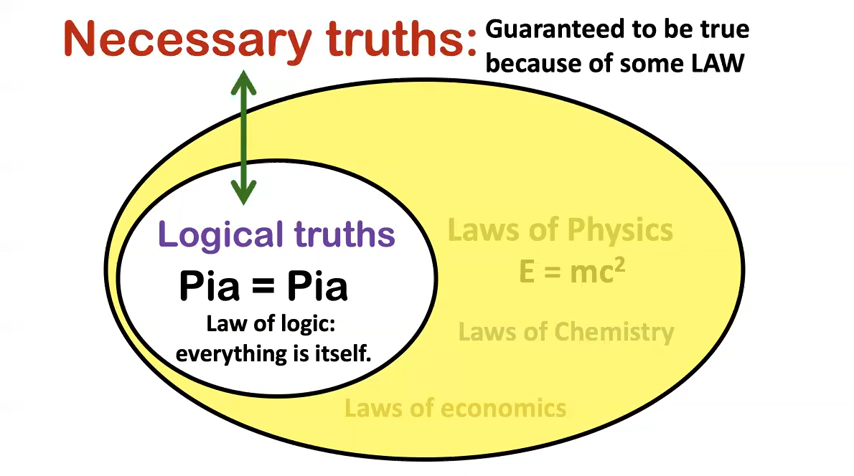 Necessary truths: Guaranteed to be true
because of some LAW
Logical truths
Pia = Pia
Law of logic:
everything is itself.
Laws of Physics
E = mc²
Laws of Chemistry
Laws of economics